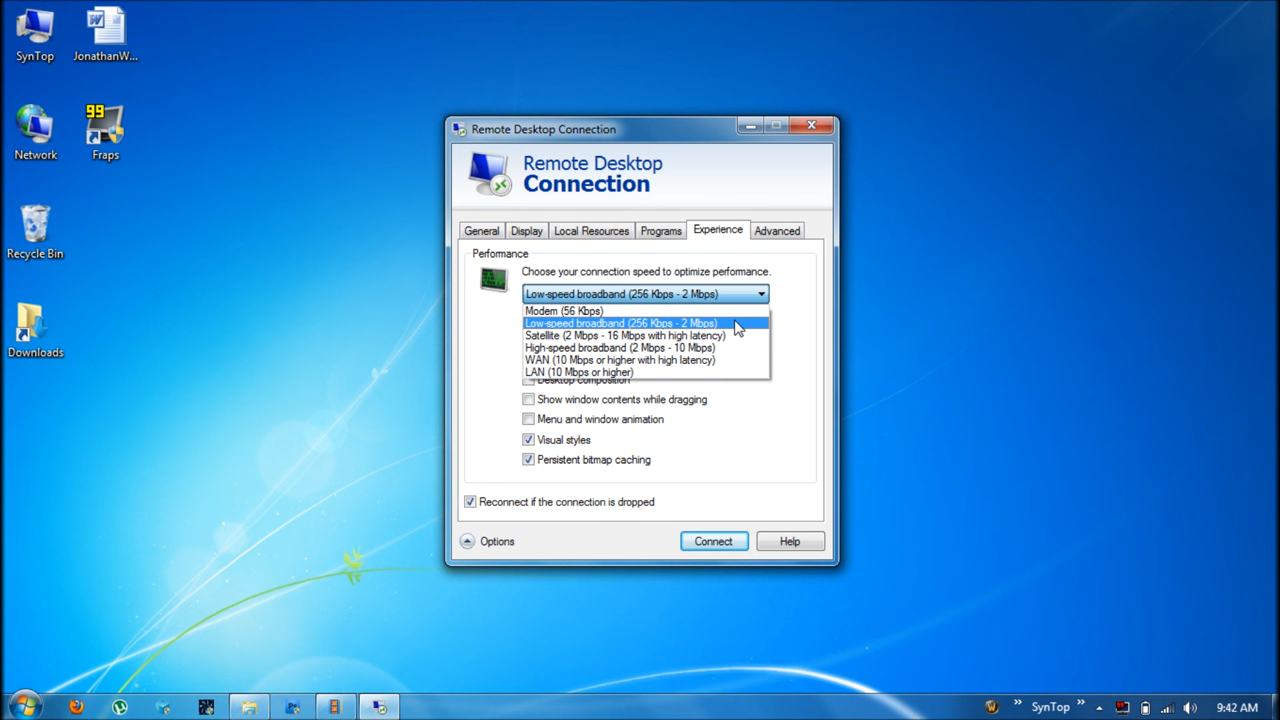 SynTop
JonathanW...
99
Network
Fraps
Recycle Bin
Downloads
Remote Desktop Connection
Remote Desktop
Connection
General
Display
Local Resources
Programs
Experience
Advanced
Performance
Choose your connection speed to optimize performance.
Low-speed broadband (256 Kbps - 2 Mbps)
Modem (56 Kbps)
Low-speed broadband (256 Kbps - 2 Mbps)
Satellite (2 Mbps - 16 Mbps with high latency)
High-speed broadband (2 Mbps - 10 Mbps)
WAN (10 Mbps or higher with high latency)
LAN (10 Mbps or higher)
Desktop composition
Show window contents while dragging
Menu and window animation
Visual styles
Persistent bitmap caching
Reconnect if the connection is dropped
Options
Connect
Help
SynTop
9:42 AM